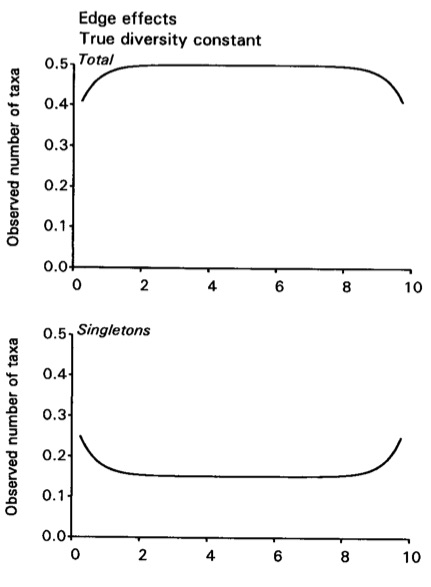 Edge effects
True diversity constant
Total
Observed number of taxa
0.5
0.4
0.3
0.2
0.1
0.0
0 2 4 6 8 10
Singletons
Observed number of taxa
0.5
0.4
0.3
0.2
0.1
0.0
0 2 4 6 8 10